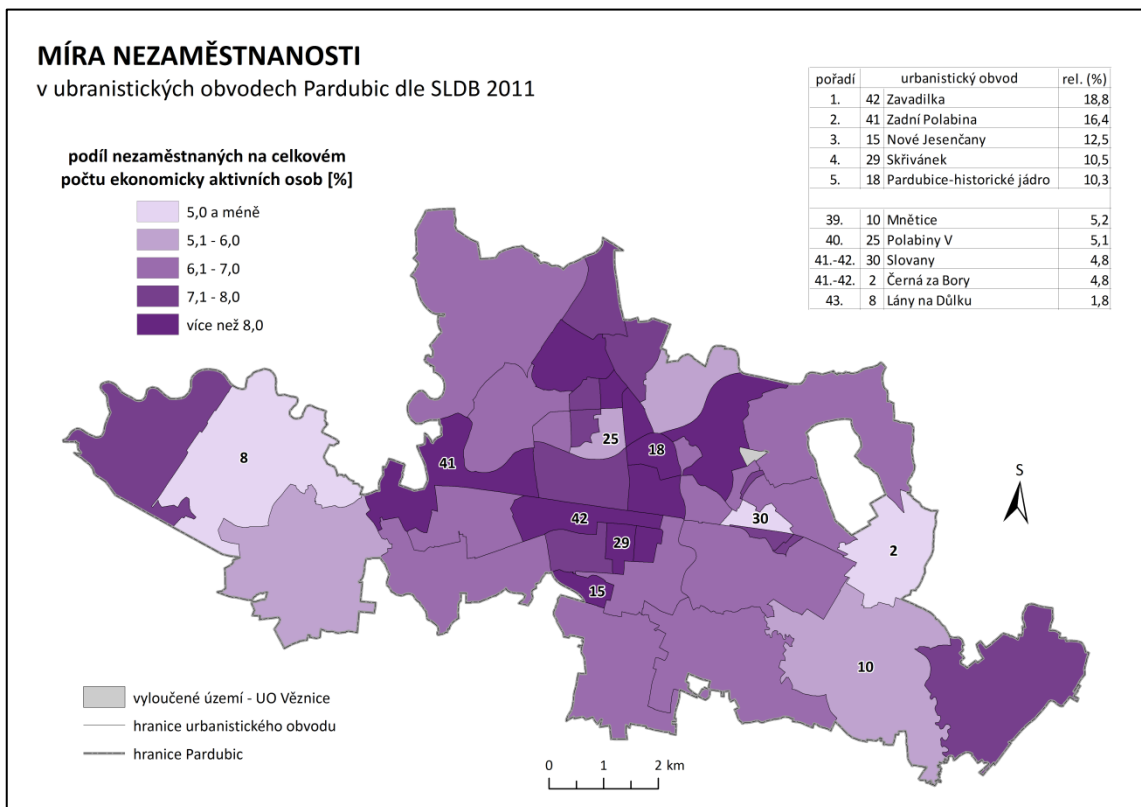 MÍRA NEZAMĚSTNANOSTI
v ubranistických obvodech Pardubic dle SLDB 2011
podíl nezaměstnaných na celkovém
počtu ekonomicky aktivních osob [%]
5,0 a méně
5,1 - 6,0
6,1 - 7,0
7,1 - 8,0
více než 8,0
pořadí urbanistický obvod rel. (%)
1. 42 Zavadilka 18,8
2. 41 Zadní Polabina 16,4
3. 15 Nové Jesenčany 12,5
4. 29 Skřivánek 10,5
5. 18 Pardubice-historické jádro 10,3
39. 10 Mnětice 5,2
40. 25 Polabiny V 5,1
41.-42. 30 Slovany 4,8
41.-42. 2 Černá za Bory 4,8
43. 8 Lány na Důlku 1,8
25
18
8
41
S
42
30
29
2
15
10
vyloučené území - UO Věznice
hranice urbanistického obvodu
hranice Pardubic
0 1 2 km